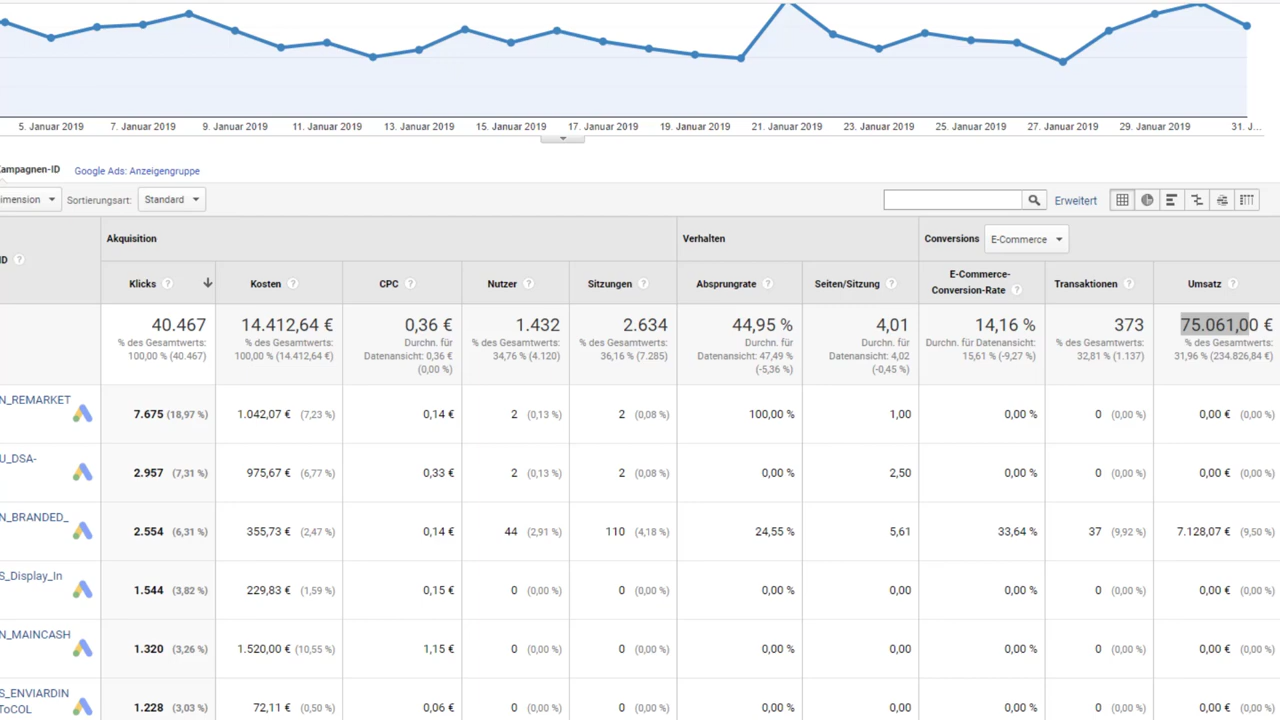 5. Januar 2019 7. Januar 2019 9. Januar 2019 11. Januar 2019 13. Januar 2019 15. Januar 2019 17. Januar 2019 19. Januar 2019 21. Januar 2019 23. Januar 2019 25. Januar 2019 27. Januar 2019 29. Januar 2019 31. J...
ampagnen-ID Google Ads: Anzeigengruppe
imension Sortierungsart: Standard Erweitert
ID ?
Akquisition Verhalten Conversions E-Commerce
Klicks ? Kosten ? CPC ? Nutzer ? Sitzungen ? Absprungrate ? Seiten/Sitzung ? E-Commerce-
Conversion-Rate ? Transaktionen ? Umsatz ?
40.467 14.412,64 € 0,36 € 1.432 2.634 44,95 % 4,01 14,16 % 373 75.061,00 €
% des Gesamtwerts: % des Gesamtwerts: Durchn. für % des Gesamtwerts: % des Gesamtwerts: Durchn. für Durchn. für Durchn. für Datenansicht: % des Gesamtwerts: % des Gesamtwerts:
100,00 % (40.467) 100,00 % (14.412,64 €) Datenansicht: 0,36 € 34,76 % (4.120) 36,16 % (7.285) Datenansicht: 47,49 % Datenansicht: 4,02 15,61 % (-9,27 %) 32,81 % (1.137) 31,96 % (234.826,84 €)
(0,00 %) (-5,36 %) (-0,45 %)
N_REMARKET
7.675 (18,97 %) 1.042,07 € (7,23 %) 0,14 € 2 (0,13 %) 2 (0,08 %) 100,00 % 1,00 0,00 % 0 (0,00 %) 0,00 € (0,00 %)
U_DSA-
2.957 (7,31 %) 975,67 € (6,77 %) 0,33 € 2 (0,13 %) 2 (0,08 %) 0,00 % 2,50 0,00 % 0 (0,00 %) 0,00 € (0,00 %)
N_BRANDED_
2.554 (6,31 %) 355,73 € (2,47 %) 0,14 € 44 (2,91 %) 110 (4,18 %) 24,55 % 5,61 33,64 % 37 (9,92 %) 7.128,07 € (9,50 %)
S_Display_In
1.544 (3,82 %) 229,83 € (1,59 %) 0,15 € 0 (0,00 %) 0 (0,00 %) 0,00 % 0,00 0,00 % 0 (0,00 %) 0,00 € (0,00 %)
N_MAINCASH
1.320 (3,26 %) 1.520,00 € (10,55 %) 1,15 € 0 (0,00 %) 0 (0,00 %) 0,00 % 0,00 0,00 % 0 (0,00 %) 0,00 € (0,00 %)
S_ENVIARDIN
ToCOL
1.228 (3,03 %) 72,11 € (0,50 %) 0,06 € 0 (0,00 %) 0 (0,00 %) 0,00 % 0,00 0,00 % 0 (0,00 %) 0,00 € (0,00 %)